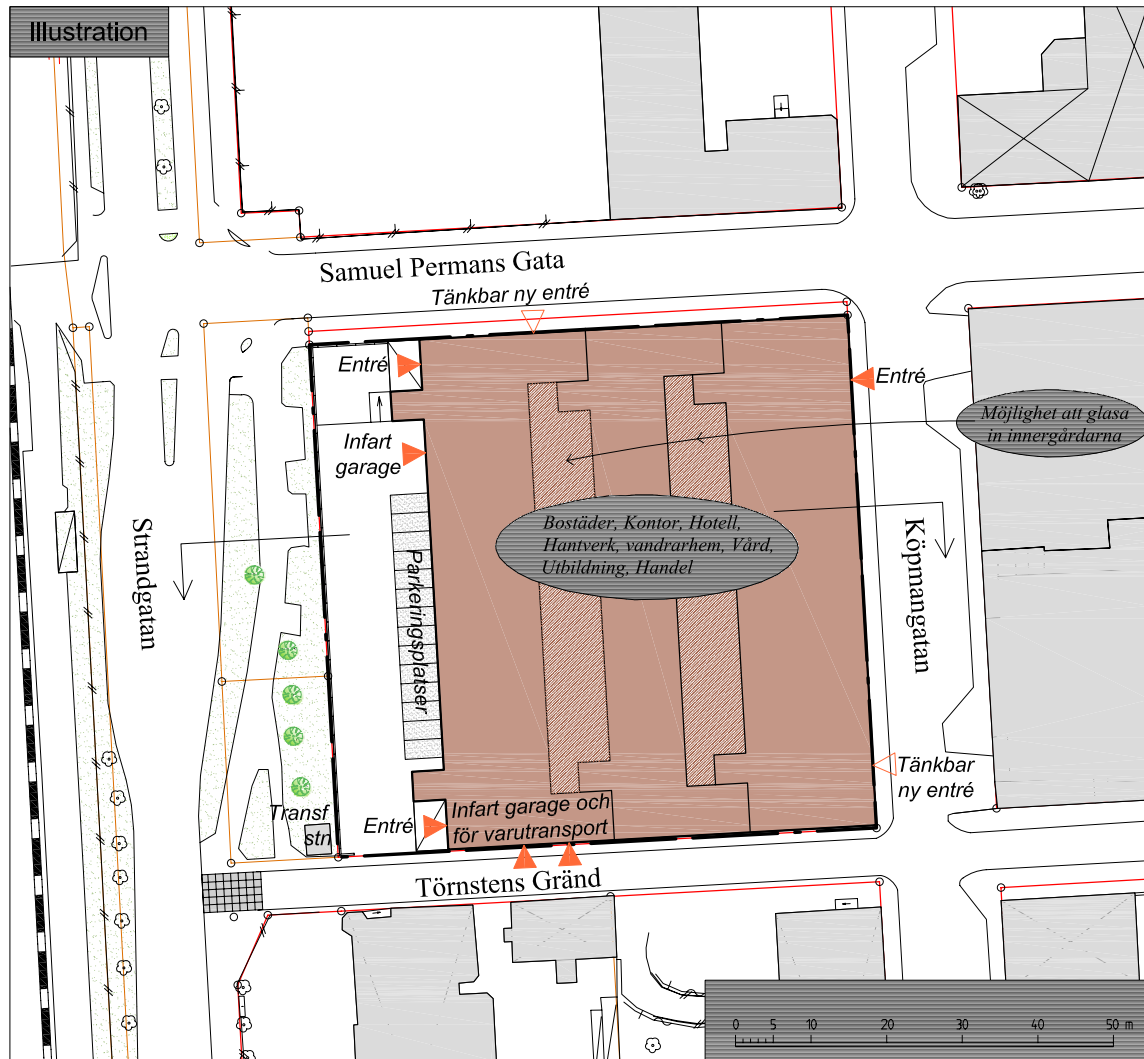 Illustration
Samuel Permans Gata
Tänkbar ny entré
Entré
Entré
Möjlighet att glasa
in innergårdarna
Infart
garage
Bostäder, Kontor, Hotell,
Hantverk, vandrarhem, Vård,
Utbildning, Handel
Strandgatan
Parkeringsplatser
Köpmangatan
Tänkbar
ny entré
Transf
stn
Entré
Infart garage och
för varutransport
Törnstens Gränd
0 5 10 20 30 40 50 m